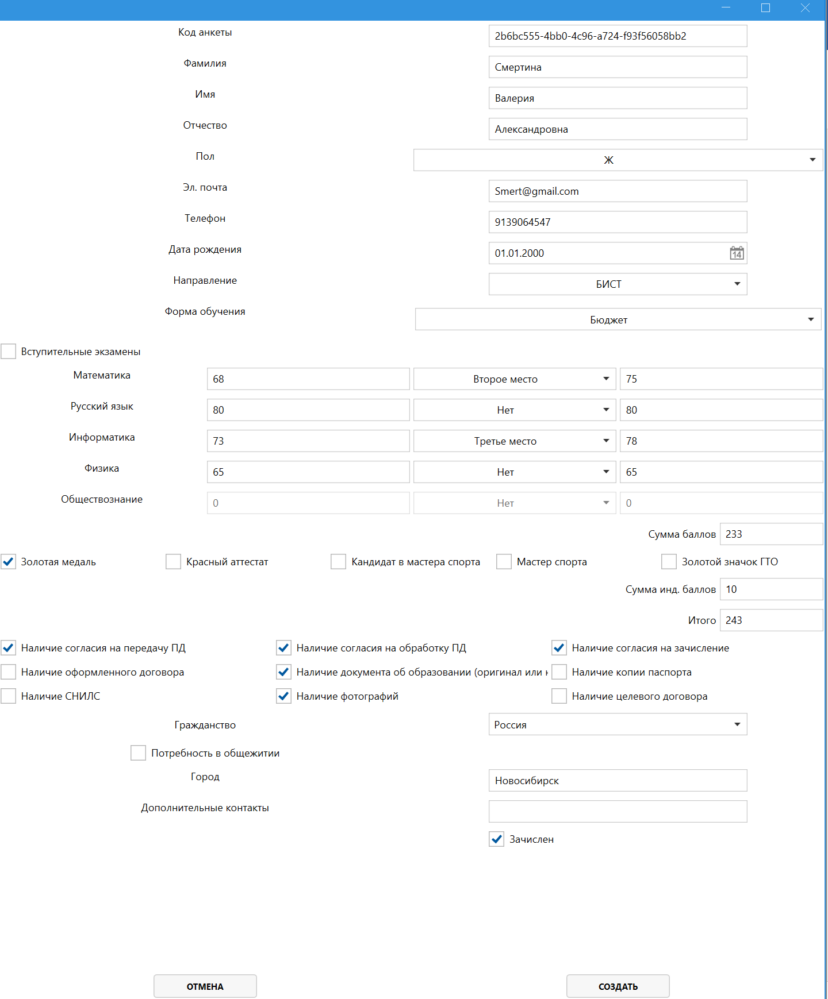 Код анкеты 2b6bc555-4bb0-4c96-a724-f93f56058bb2
Фамилия Смертина
Имя Валерия
Отчество Александровна
Пол Ж
Эл. почта Smert@gmail.com
Телефон 9139064547
Дата рождения 01.01.2000 14
Направление БИСТ
Форма обучения Бюджет
Вступительные экзамены
Математика 68 Второе место 75
Русский язык 80 Нет 80
Информатика 73 Третье место 78
Физика 65 Нет 65
Обществознание 0 Нет 0
Сумма баллов 233
Золотая медаль Красный аттестат Кандидат в мастера спорта Мастер спорта Золотой значок ГТО
Сумма инд. баллов 10
Итого 243
Наличие согласия на передачу ПД Наличие согласия на обработку ПД Наличие согласия на зачисление
Наличие оформленного договора Наличие документа об образовании (оригинал или Наличие копии паспорта
Наличие СНИЛС Наличие фотографий Наличие целевого договора
Гражданство Россия
Потребность в общежитии
Город Новосибирск
Дополнительные контакты
Зачислен
ОТМЕНА СОЗДАТЬ